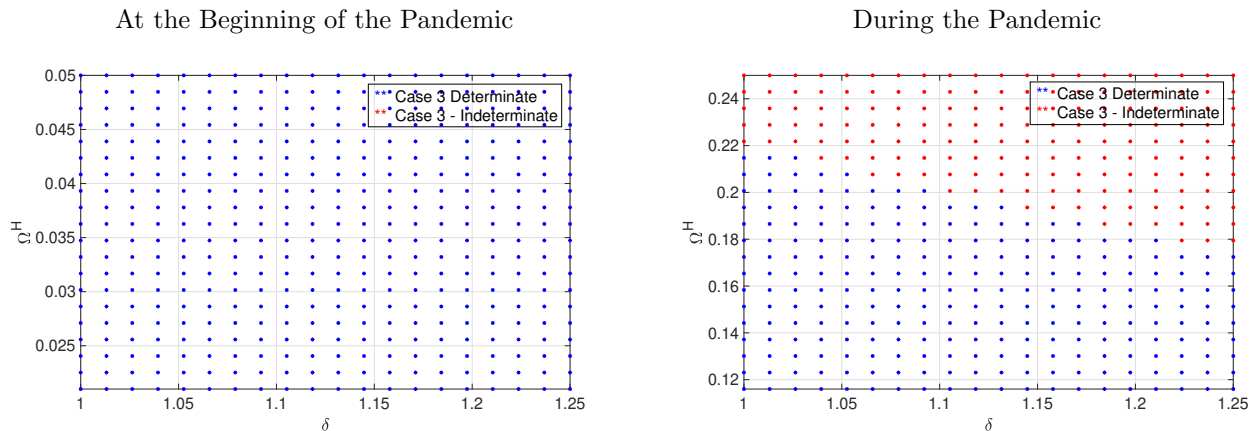 At the Beginning of the Pandemic
0.05
0.045
0.04
0.035
0.03
0.025
Ω^H
** Case 3 Determinate
** Case 3 - Indeterminate
1 1.05 1.1 1.15 1.2 1.25
δ
During the Pandemic
0.24
0.22
0.2
0.18
0.16
0.14
0.12
Ω^H
** Case 3 Determinate
** Case 3 - Indeterminate
1 1.05 1.1 1.15 1.2 1.25
δ